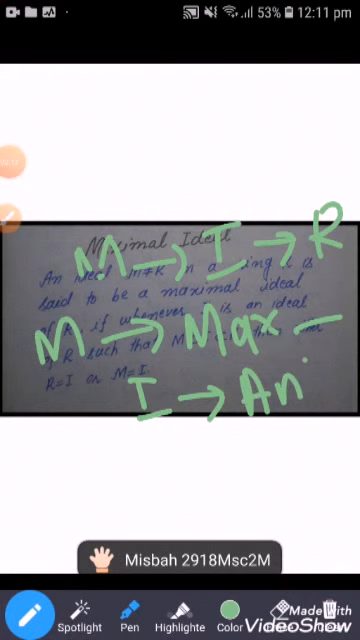 53% 12:11 pm
Maximal Ideal
M → I → R
An ideal M≠R in a ring R is
said to be a maximal ideal
of R, if whenever I is an ideal
M → Max -
of R such that M
R=I or M=I.
I → An
Misbah 2918Msc2M
Spotlight Pen Highlighte Color
Made with
VideoShow